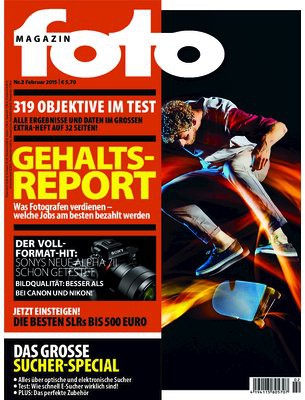 MAGAZIN
foto
Nr.2 Februar 2015 | € 5,70
319 OBJEKTIVE IM TEST
ALLE ERGEBNISSE UND DATEN IM GROSSEN
EXTRA-HEFT AUF 32 SEITEN!
GEHALTS-
REPORT
Was Fotografen verdienen –
welche Jobs am besten bezahlt werden
DER VOLL-
FORMAT-HIT:
SONYS NEUE ALPHA 7II
SCHON GETESTET
BILDQUALITÄT: BESSER ALS
BEI CANON UND NIKON!
SONY
JETZT EINSTEIGEN!
DIE BESTEN SLRs BIS 500 EURO
DAS GROSSE
SUCHER-SPECIAL
• Alles über optische und elektronische Sucher
• Test: Wie schnell E-Sucher wirklich sind!
• PLUS: Das perfekte Zubehör
02